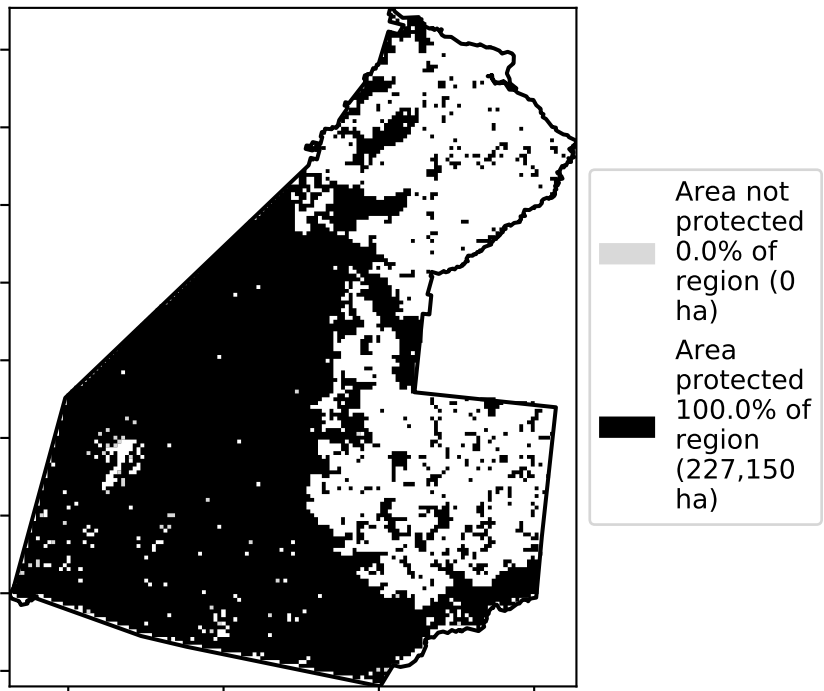 Area not
protected
0.0% of
region (0
ha)
Area
protected
100.0% of
region
(227,150
ha)